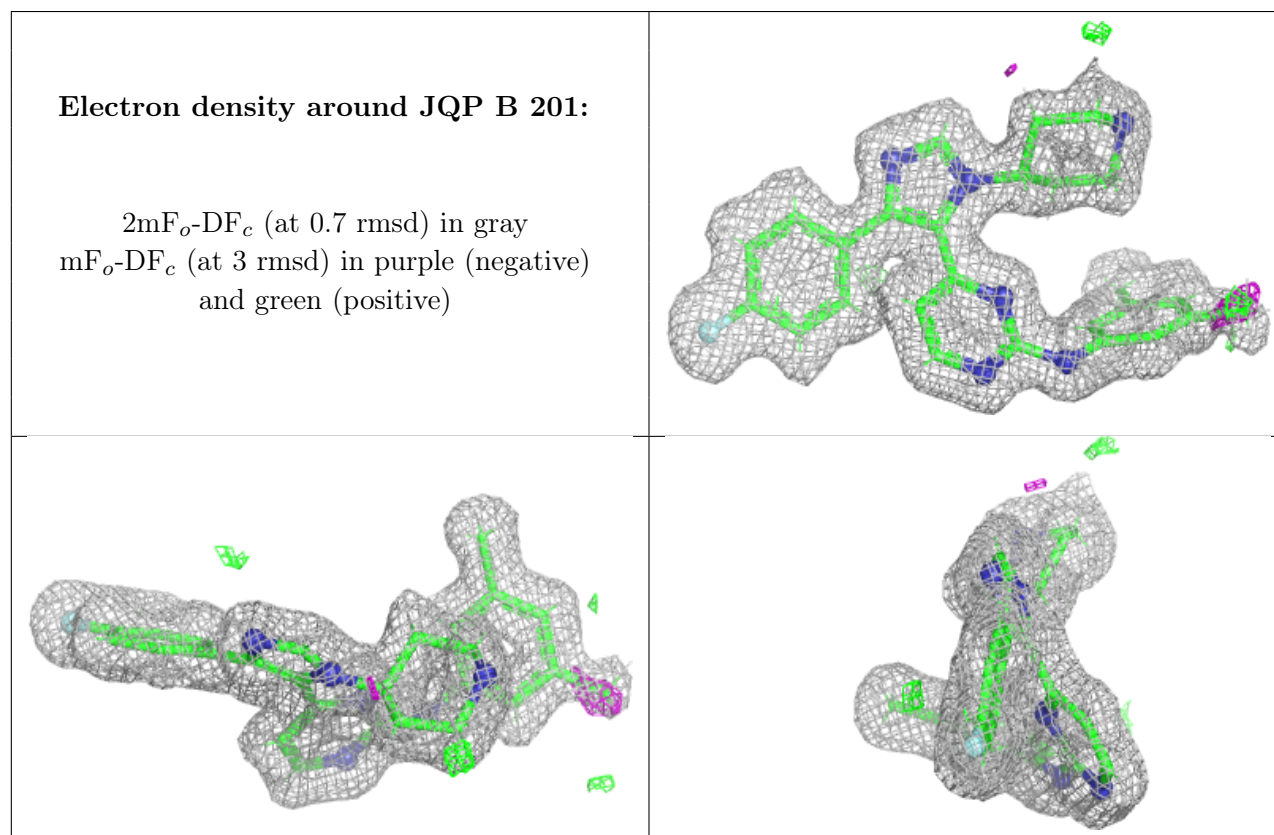 Electron density around JQP B 201:
2mFₒ-DF𝒸 (at 0.7 rmsd) in gray
mFₒ-DF𝒸 (at 3 rmsd) in purple (negative)
and green (positive)